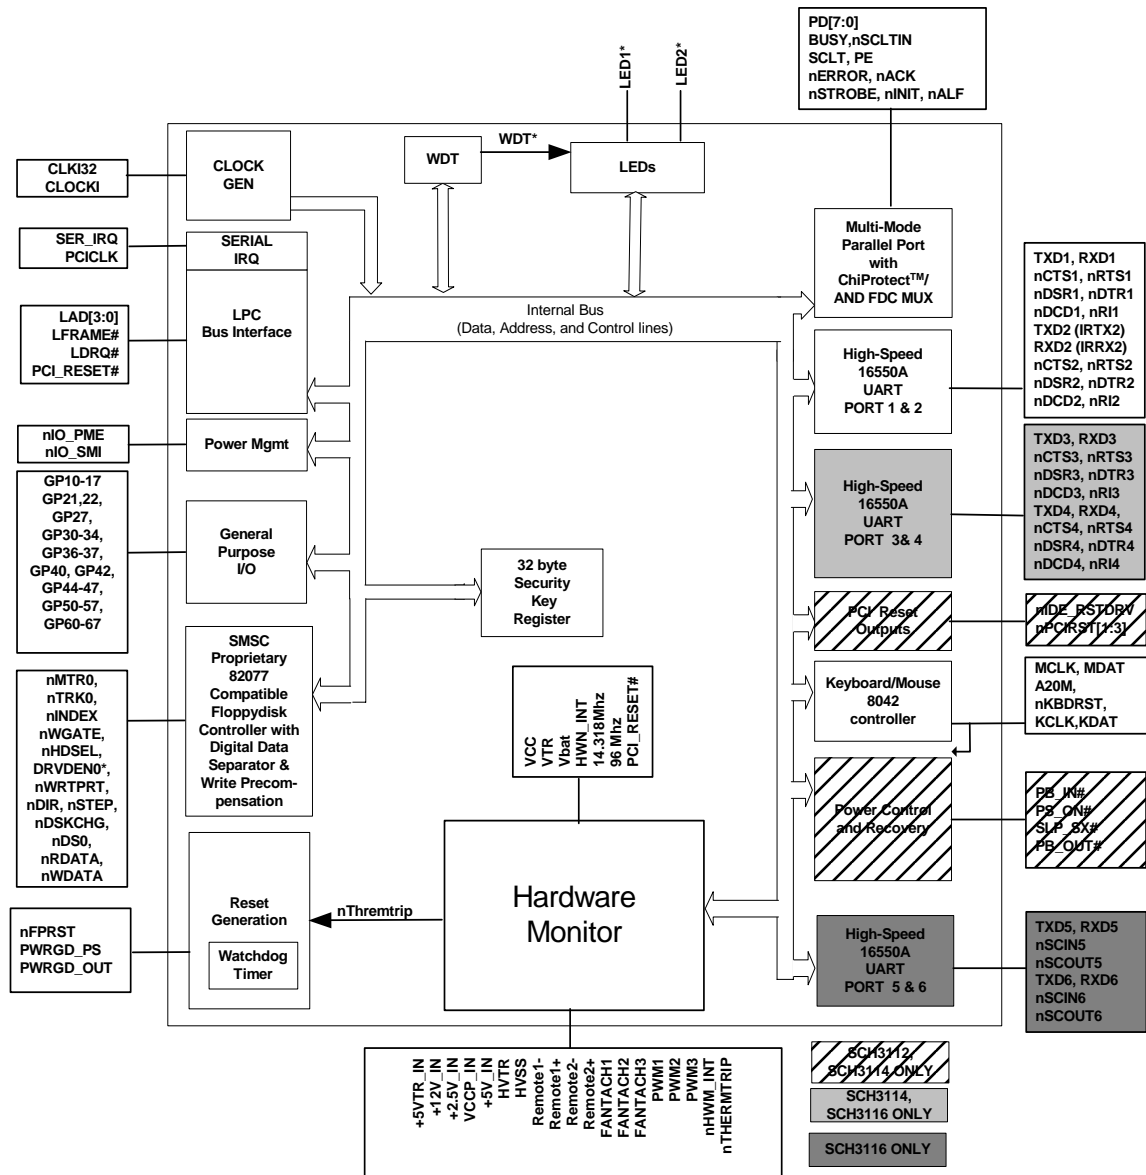 PD[7:0]
BUSY,nSCLTIN
SCLT, PE
nERROR, nACK
nSTROBE, nINIT, nALF
LED1*
LED2*
CLKI32
CLOCKI
CLOCK
GEN
WDT
WDT*
LEDs
SER_IRQ
PCICLK
SERIAL
IRQ
LAD[3:0]
LFRAME#
LDRQ#
PCI_RESET#
LPC
Bus Interface
Internal Bus
(Data, Address, and Control lines)
Multi-Mode
Parallel Port
with
ChiProtect™/
AND FDC MUX
High-Speed
16550A
UART
PORT 1 & 2
TXD1, RXD1
nCTS1, nRTS1
nDSR1, nDTR1
nDCD1, nRI1
TXD2 (IRTX2)
RXD2 (IRRX2)
nCTS2, nRTS2
nDSR2, nDTR2
nDCD2, nRI2
nIO_PME
nIO_SMI
Power Mgmt
High-Speed
16550A
UART
PORT 3& 4
TXD3, RXD3
nCTS3, nRTS3
nDSR3, nDTR3
nDCD3, nRI3
TXD4, RXD4,
nCTS4, nRTS4
nDSR4, nDTR4
nDCD4, nRI4
GP10-17
GP21,22,
GP27,
GP30-34,
GP36-37,
GP40, GP42,
GP44-47,
GP50-57,
GP60-67
General
Purpose
I/O
32 byte
Security
Key
Register
PCI Reset
Outputs
nIDE_RSTDRV
nPCIRST[1:3]
nMTR0,
nTRK0,
nINDEX
nWGATE,
nHDSEL,
DRVDEN0*,
nWRTPRT,
nDIR, nSTEP,
nDSKCHG,
nDS0,
nRDATA,
nWDATA
SMSC
Proprietary
82077
Compatible
Floppydisk
Controller with
Digital Data
Separator &
Write Precom-
pensation
Keyboard/Mouse
8042
controller
MCLK, MDAT
A20M,
nKBDRST,
KCLK,KDAT
VCC
VTR
Vbat
HWN_INT
14.318Mhz
96 Mhz
PCI_RESET#
Power Control
and Recovery
PB_IN#
PS_ON#
SLP_SX#
PB_OUT#
nFPRST
PWRGD_PS
PWRGD_OUT
Reset
Generation
Watchdog
Timer
nThremtrip
Hardware
Monitor
High-Speed
16550A
UART
PORT 5 & 6
TXD5, RXD5
nSCIN5
nSCOUT5
TXD6, RXD6
nSCIN6
nSCOUT6
+5VTR_IN
+12V_IN
+2.5V_IN
VCCP_IN
+5V_IN
HVTR
HVSS
Remote1-
Remote1+
Remote2-
Remote2+
FANTACH1
FANTACH2
FANTACH3
PWM1
PWM2
PWM3
nHWM_INT
nTHERMTRIP
SCH3112,
SCH3114 ONLY
SCH3114,
SCH3116 ONLY
SCH3116 ONLY